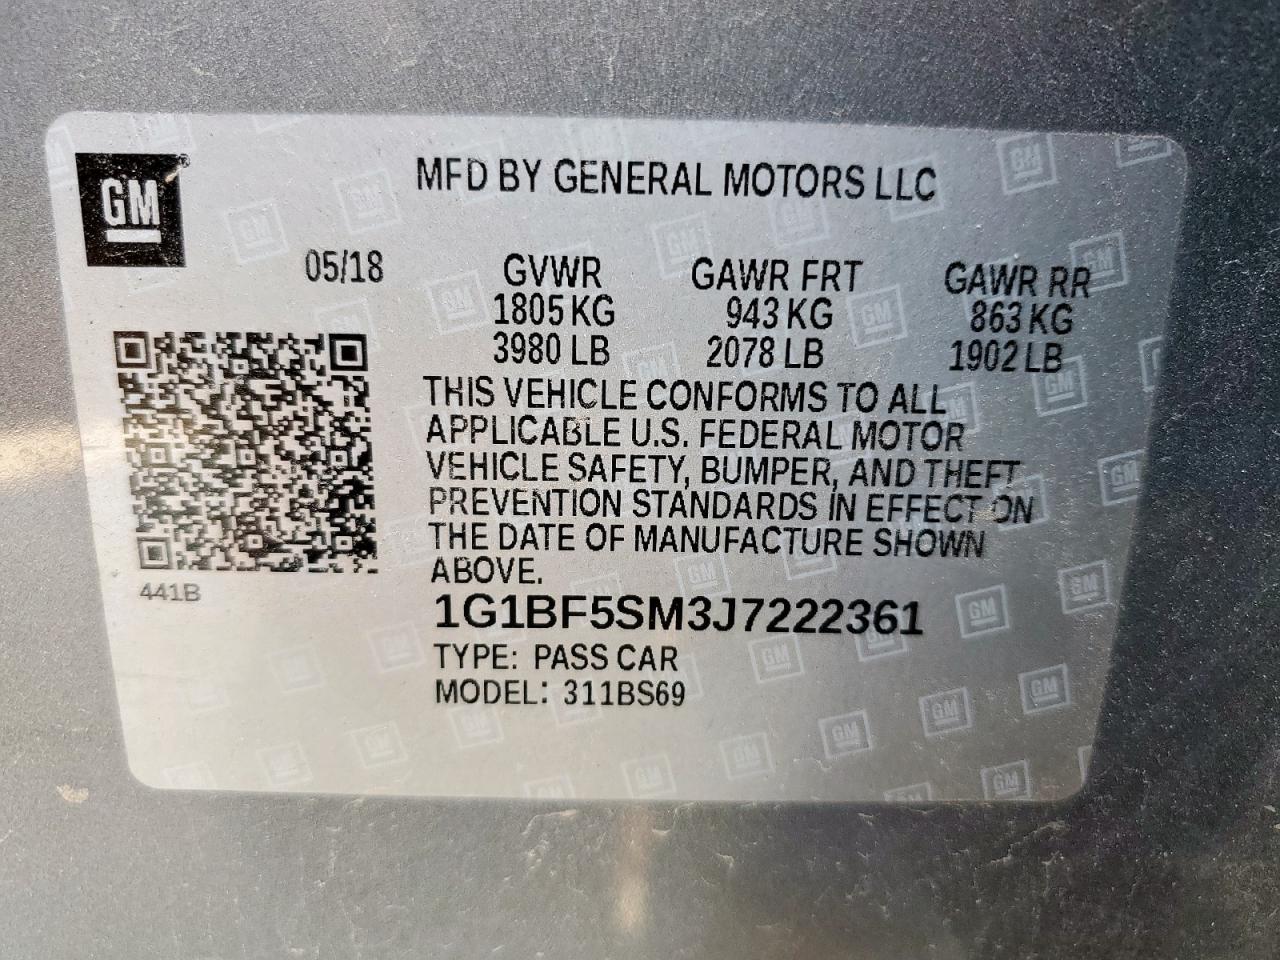 GM
MFD BY GENERAL MOTORS LLC
05/18 GVWR GAWR FRT GAWR RR
1805 KG 943 KG 863 KG
3980 LB 2078 LB 1902 LB
THIS VEHICLE CONFORMS TO ALL
APPLICABLE U.S. FEDERAL MOTOR
VEHICLE SAFETY, BUMPER, AND THEFT
PREVENTION STANDARDS IN EFFECT ON
THE DATE OF MANUFACTURE SHOWN
ABOVE.
441B
1G1BF5SM3J7222361
TYPE: PASS CAR
MODEL: 311BS69